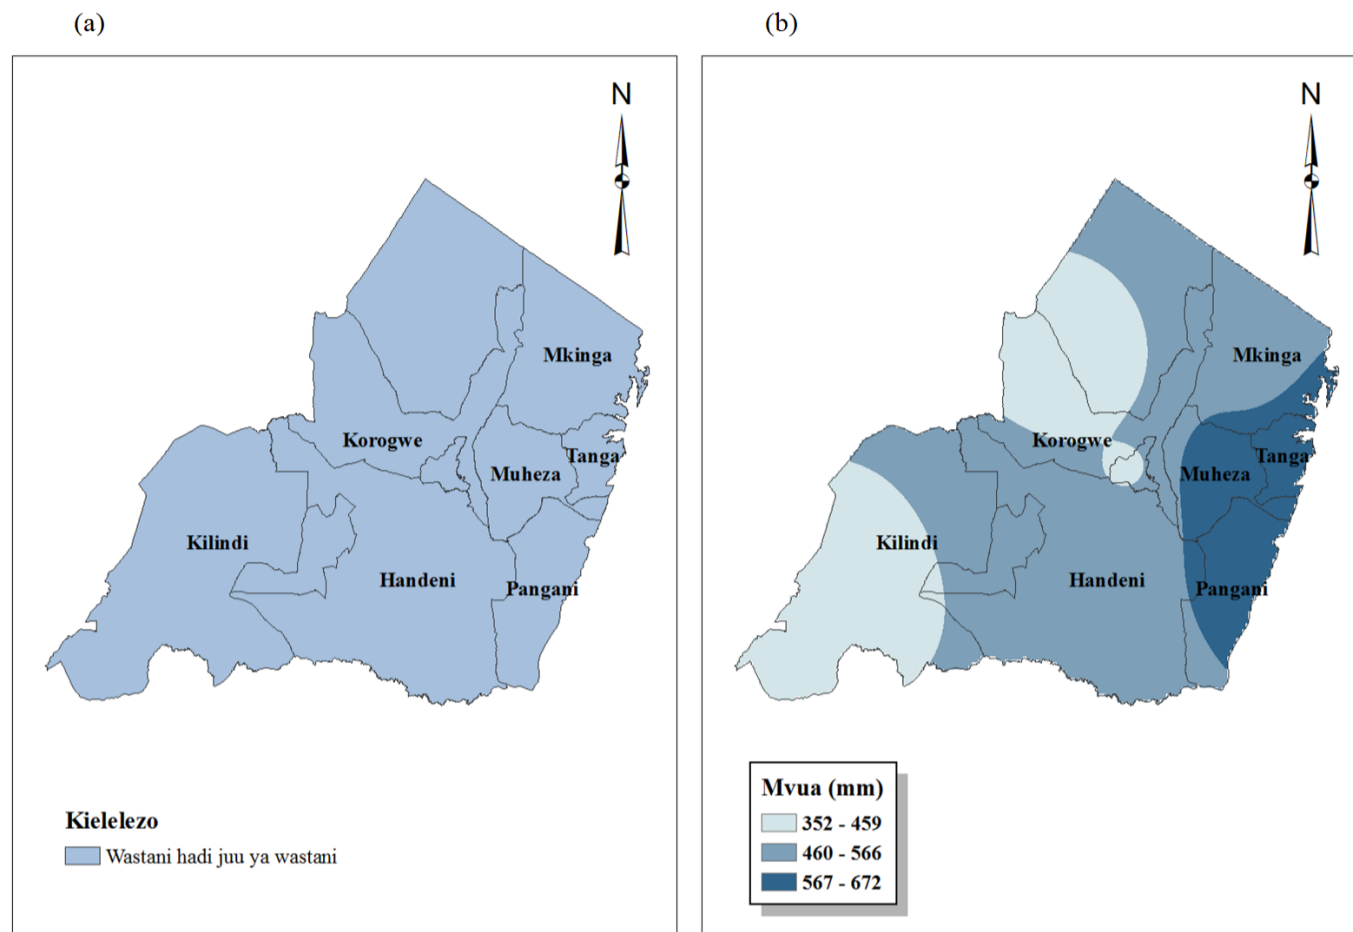 (a)
N
Mkinga
Korogwe
Tanga
Muheza
Kilindi
Handeni
Pangani
Kielelezo
Wastani hadi juu ya wastani
(b)
N
Mkinga
Korogwe
Tanga
Muheza
Kilindi
Handeni
Pangani
Mvua (mm)
352 - 459
460 - 566
567 - 672